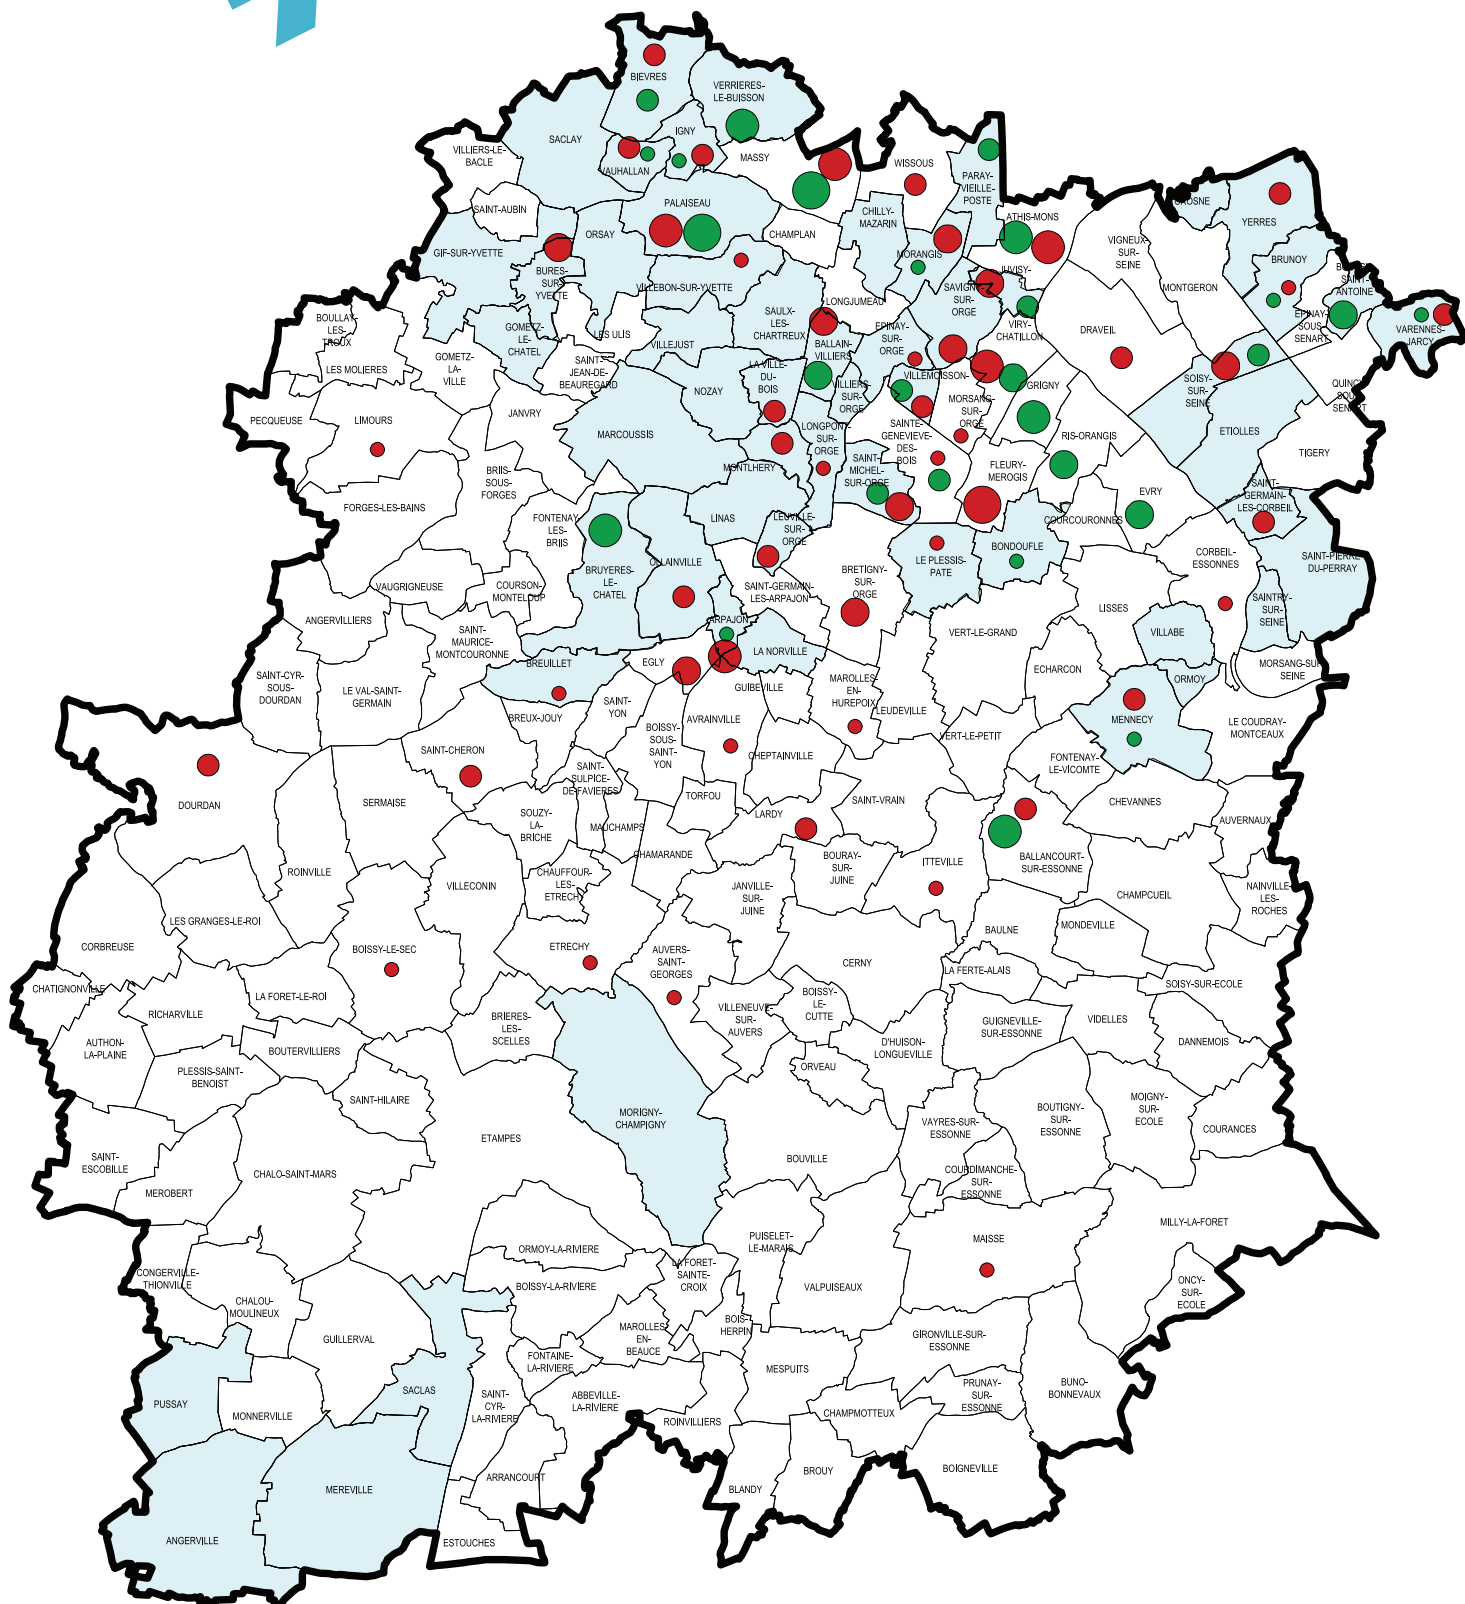 BIEVRES
VERRIERES-
LE-BUISSON
SACLAY
IGNY
VILLIERS-LE-
BACLE
VAUHALLAN
MASSY
WISSOUS
PARAY-
VIEILLE-
POSTE
SAINT-AUBIN
PALAISEAU
CHILLY-
MAZARIN
ATHIS-MONS
CROSNE
YERRES
ORSAY
CHAMPLAN
VIGNEUX-
SUR-
SEINE
GIF-SUR-YVETTE
MORANGIS
BRUNOY
BURES-
SUR-
YVETTE
VILLEBON-SUR-YVETTE
JUVISY-
MONTGERON
SAINT-
ANTOINE
LONGJUMEAU
SAVIGNY-
SUR-
ORGE
BOULLAY-
LES-
TROUX
LES ULIS
SAULX-
LES-
CHARTREUX
EPINAY-
SUR-
ORGE
VIRY-
CHATILLON
DRAVEIL
EPINAY-
SOUS-
SENART
VARENNES-
JARCY
GOMETZ-
LE-
CHATEL
VILLEJUST
BALLAIN-
VILLIERS
LES MOLIERES
GOMETZ-
LA-
VILLE
SAINT-
JEAN-DE-
BEAUREGARD
LA VILLE-
DU-
BOIS
VILLIERS-
SUR-
ORGE
VILLEMOISSON-
GRIGNY
SOISY-
SUR-
SEINE
QUINCY-
SOUS-
SENART
NOZAY
PECQUEUSE
LIMOURS
JANVRY
MARCOUSSIS
LONGPONT-
SUR-
ORGE
SAINTE-
GENEVIEVE-
DES-
BOIS
MORSANG-
SUR-
ORGE
RIS-ORANGIS
ETIOLLES
TIGERY
MONTLHERY
SAINT-
MICHEL-
SUR-ORGE
FLEURY-
MEROGIS
BRIIS-
SOUS-
FORGES
FORGES-LES-BAINS
LINAS
LEUVILLE-
SUR-
ORGE
EVRY
COURCOURONNES
SAINT-
GERMAIN-
LES-CORBEIL
FONTENAY-
LES-
BRIIS
BRUYERES-
LE-
CHATEL
OLLAINVILLE
BRETIGNY-
SUR-
ORGE
LE PLESSIS-
PATE
BONDOUFLE
CORBEIL-
ESSONNES
SAINT-PIERRE-
DU-PERRAY
VAUGRIGNEUSE
COURSON-
MONTELOUP
SAINT-GERMAIN-
LES-ARPAJON
LISSES
SAINTRY-
SUR-
SEINE
ANGERVILLIERS
SAINT-
MAURICE-
MONTCOURONNE
ARPAJON
LA NORVILLE
VERT-LE-GRAND
VILLABE
SAINT-CYR-
SOUS-
DOURDAN
LE VAL-SAINT-
GERMAIN
BREUILLET
EGLY
GUIBEVILLE
MAROLLES-
EN-
HUREPOIX
ECHARCON
ORMOY
MORSANG-SUR-
SEINE
SAINT-
YON
AVRAINVILLE
LEUDEVILLE
MENNECY
LE COUDRAY-
MONTCEAUX
BREUX-JOUY
BOISSY-
SOUS-
SAINT-
YON
VERT-LE-PETIT
SAINT-CHERON
CHEPTAINVILLE
FONTENAY-
LE-VICOMTE
DOURDAN
SERMAISE
SAINT-
SULPICE-
DE-FAVIERES
TORFOU
SAINT-VRAIN
CHEVANNES
SOUZY-
LA-
BRICHE
MAUCHAMPS
LARDY
AUVERNAUX
ROINVILLE
VILLECONIN
CHAUFFOUR-
LES-
ETRECHY
CHAMARANDE
BOURAY-
SUR-
JUINE
ITTEVILLE
BALLANCOURT-
SUR-ESSONNE
LES GRANGES-LE-ROI
JANVILLE-
SUR-
JUINE
CHAMPCUEIL
NAINVILLE-
LES-
ROCHES
CORBREUSE
BOISSY-LE-SEC
ETRECHY
AUVERS-
SAINT-
GEORGES
CERNY
BAULNE
MONDEVILLE
LA FERTE-ALAIS
CHATIGNONVILLE
LA FORET-LE-ROI
SOISY-SUR-ECOLE
RICHARVILLE
BRIERES-
LES-
SCELLES
VILLENEUVE-
SUR-
AUVERS
BOISSY-
LE-
CUTTE
GUIGNEVILLE-
SUR-ESSONNE
VIDELLES
DANNEMOIS
AUTHON-
LA-PLAINE
BOUTERVILLIERS
D'HUISON-
LONGUEVILLE
PLESSIS-SAINT-
BENOIST
ORVEAU
SAINT-HILAIRE
MORIGNY-
CHAMPIGNY
VAYRES-SUR-
ESSONNE
BOUTIGNY-
SUR-
ESSONNE
MOIGNY-
SUR-
ECOLE
COURANCES
ETAMPES
SAINT-
ESCOBILLE
CHALO-SAINT-MARS
BOUVILLE
COURDIMANCHE-
SUR-
ESSONNE
MEROBERT
MILLY-LA-FORET
PUISELET-
LE-MARAIS
MAISSE
ORMOY-LA-RIVIERE
CONGERVILLE-
THIONVILLE
LA FORET-
SAINTE-
CROIX
BOISSY-LA-RIVIERE
VALPUISEAUX
ONCY-
SUR-
ECOLE
CHALOU-
MOULINEUX
GUILLERVAL
MAROLLES-
EN-
BEAUCE
BOIS-
HERPIN
GIRONVILLE-SUR-
ESSONNE
FONTAINE-
LA-RIVIERE
MESPUITS
PUSSAY
SACLAS
SAINT-
CYR-
LA-RIVIERE
ABBEVILLE-
LA-RIVIERE
PRUNAY-
SUR-
ESSONNE
BUNO-
BONNEVAUX
MONNERVILLE
ROINVILLIERS
CHAMPMOTTEUX
MEREVILLE
ARRANCOURT
BROUY
BOIGNEVILLE
BLANDY
ANGERVILLE
ESTOUCHES